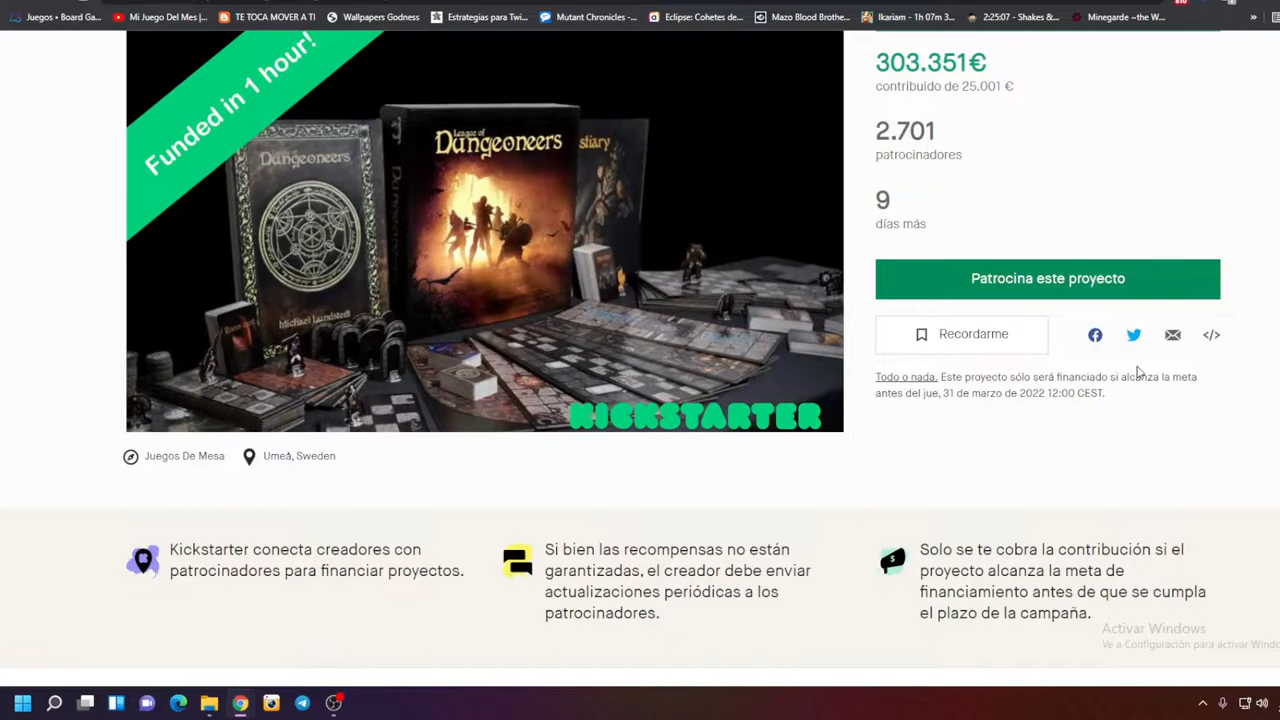 Juegos • Board Ga...
Mi Juego Del Mes |...
TE TOCA MOVER A TI
Wallpapers Godness
Estrategias para Twi...
Mutant Chronicles -...
Eclipse: Cohetes de...
Mazo Blood Brothe...
Ikariam - 1h 07m 3...
2:25:07 - Shakes &...
Minegarde ~the W...
»
Funded in 1 hour!
Dungeoneers
Michael Lundstedt
League of
Dungeoneers
stiary
KICKSTARTER
303.351€
contribuido de 25.001 €
2.701
patrocinadores
9
días más
Patrocina este proyecto
Recordarme
Todo o nada. Este proyecto sólo será financiado si alcanza la meta
antes del jue, 31 de marzo de 2022 12:00 CEST.
Juegos De Mesa
Umeå, Sweden
Kickstarter conecta creadores con
patrocinadores para financiar proyectos.
Si bien las recompensas no están
garantizadas, el creador debe enviar
actualizaciones periódicas a los
patrocinadores.
Solo se te cobra la contribución si el
proyecto alcanza la meta de
financiamiento antes de que se cumpla
el plazo de la campaña.
Activar Windows
Ve a Configuración para activar Windo